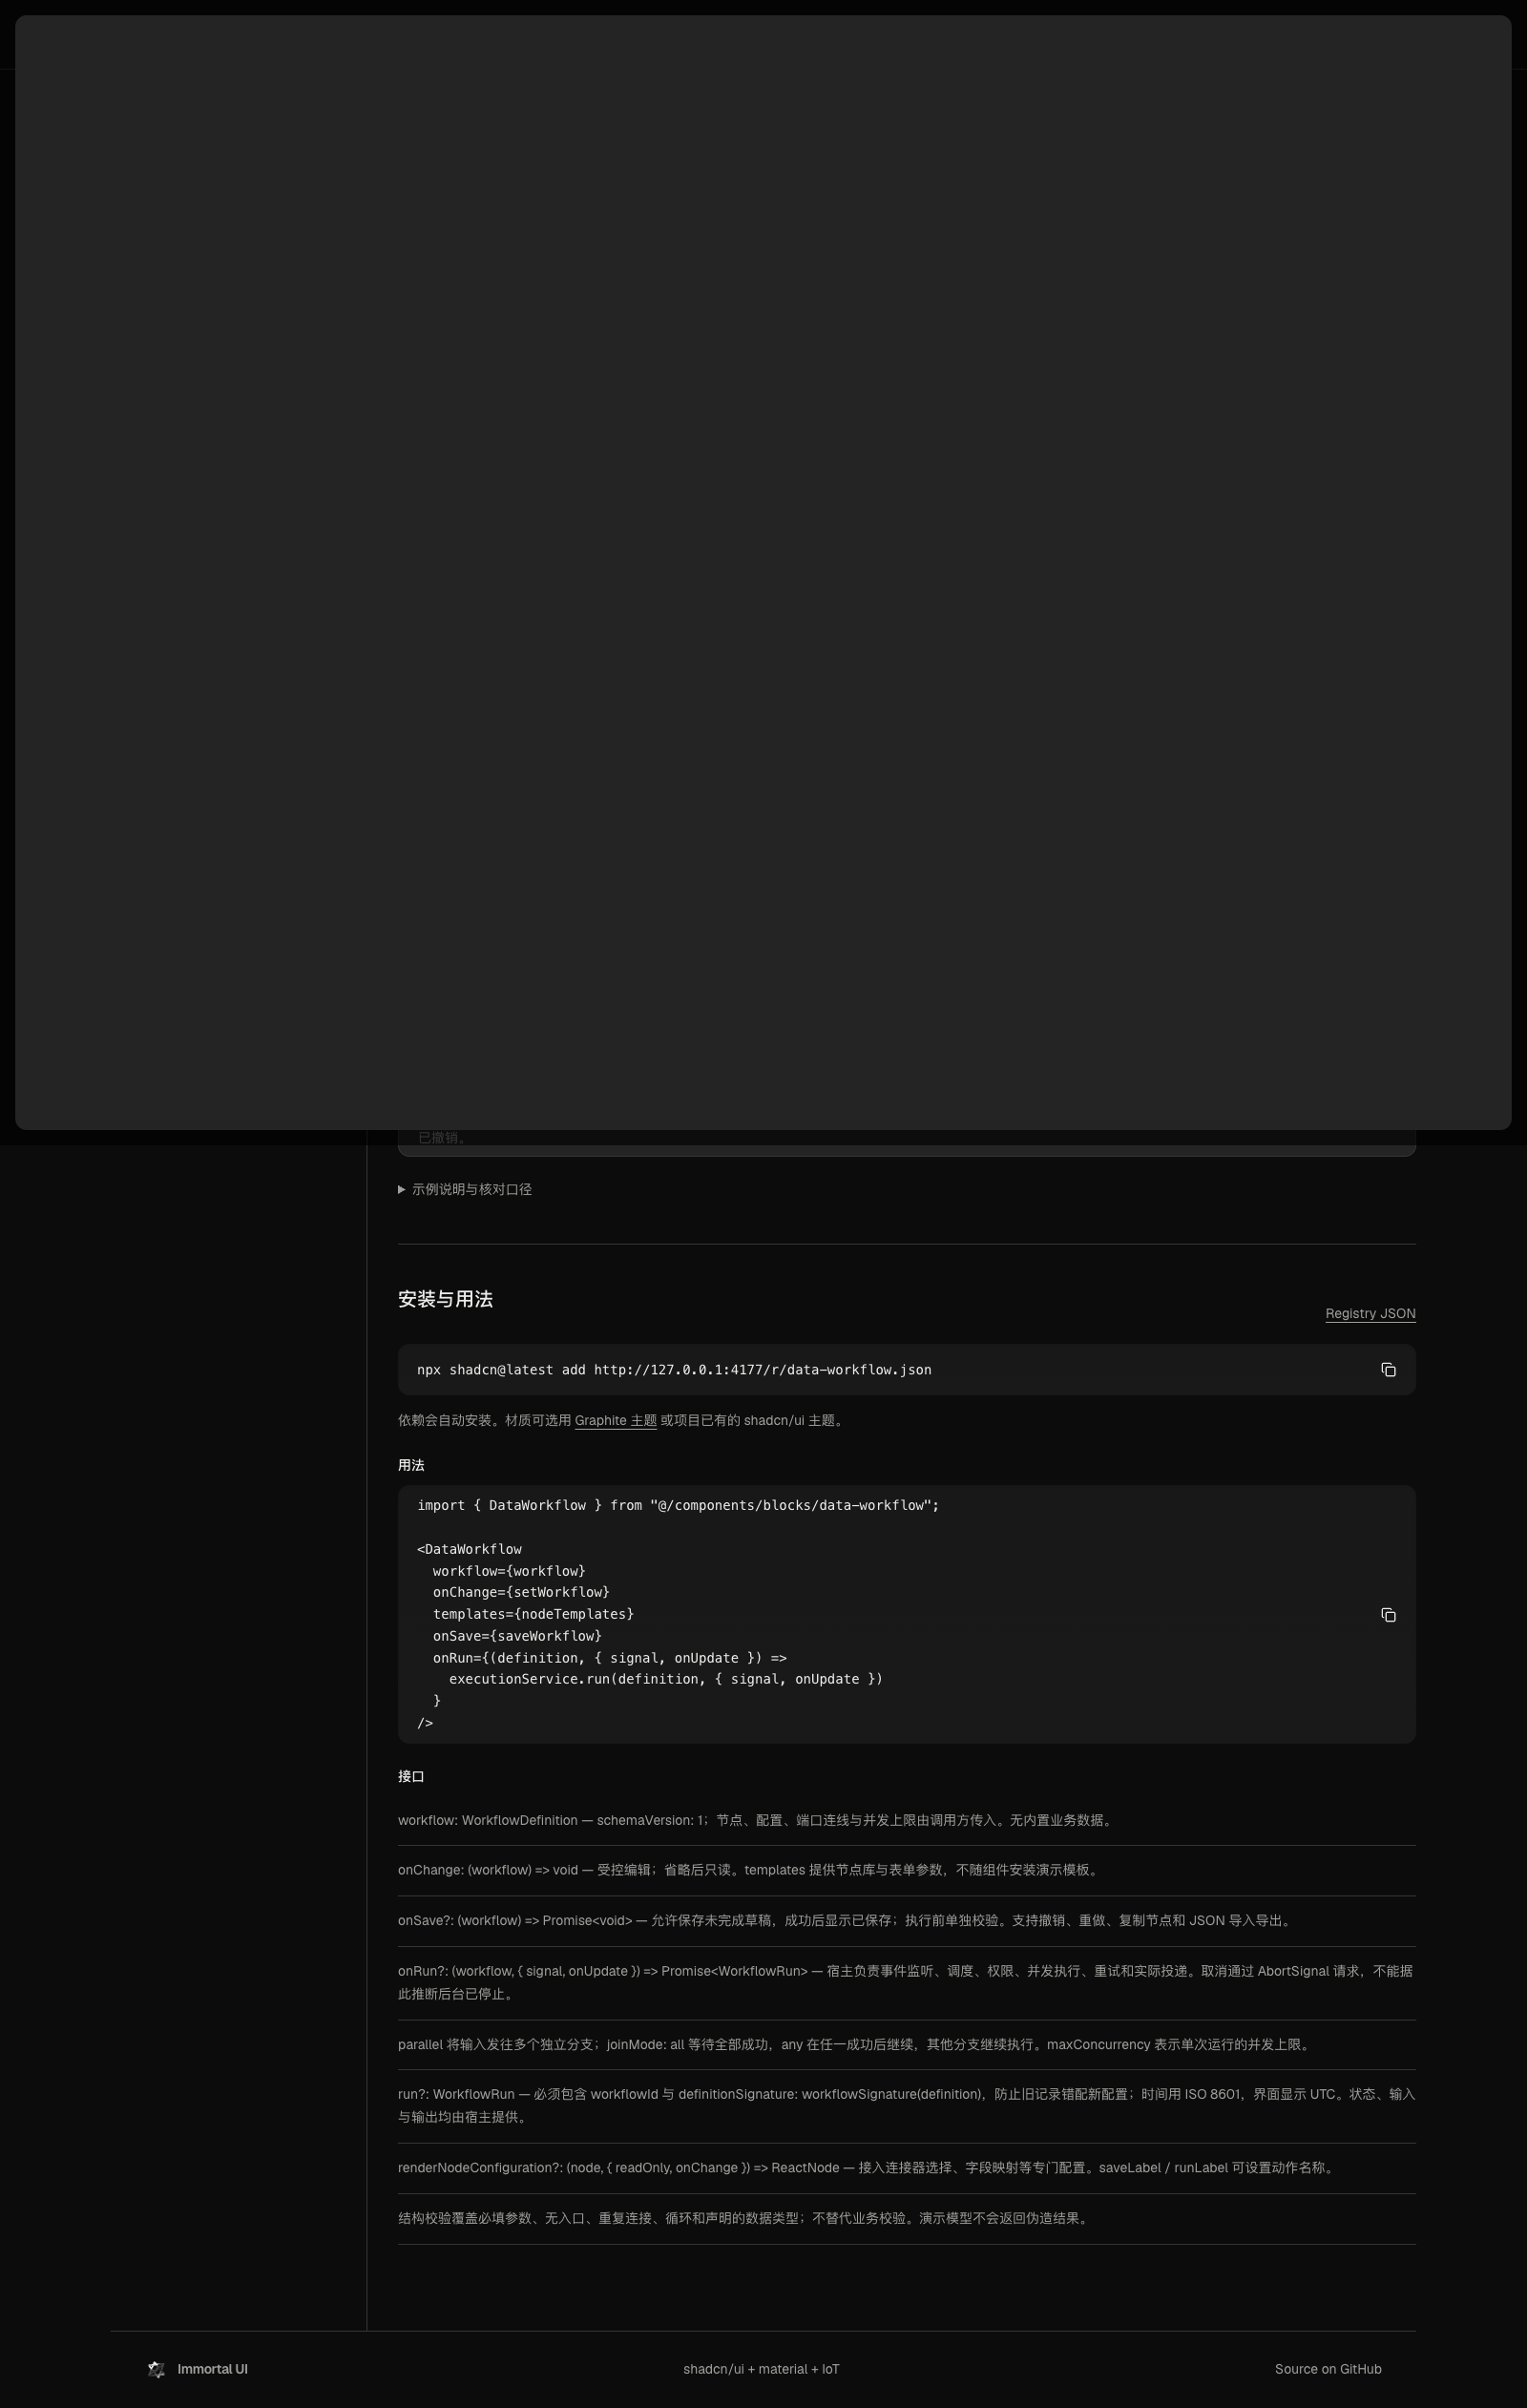 已撤销。
示例说明与核对口径
安装与用法
Registry JSON
npx shadcn@latest add http://127.0.0.1:4177/r/data-workflow.json
依赖会自动安装。材质可选用 Graphite 主题 或项目已有的 shadcn/ui 主题。
用法
import { DataWorkflow } from "@/components/blocks/data-workflow";
<DataWorkflow
  workflow={workflow}
  onChange={setWorkflow}
  templates={nodeTemplates}
  onSave={saveWorkflow}
  onRun={(definition, { signal, onUpdate }) =>
    executionService.run(definition, { signal, onUpdate })
  }
/>
接口
workflow: WorkflowDefinition — schemaVersion: 1；节点、配置、端口连线与并发上限由调用方传入。无内置业务数据。
onChange: (workflow) => void — 受控编辑；省略后只读。templates 提供节点库与表单参数，不随组件安装演示模板。
onSave?: (workflow) => Promise<void> — 允许保存未完成草稿，成功后显示已保存；执行前单独校验。支持撤销、重做、复制节点和 JSON 导入导出。
onRun?: (workflow, { signal, onUpdate }) => Promise<WorkflowRun> — 宿主负责事件监听、调度、权限、并发执行、重试和实际投递。取消通过 AbortSignal 请求，不能据
此推断后台已停止。
parallel 将输入发往多个独立分支；joinMode: all 等待全部成功，any 在任一成功后继续，其他分支继续执行。maxConcurrency 表示单次运行的并发上限。
run?: WorkflowRun — 必须包含 workflowId 与 definitionSignature: workflowSignature(definition)，防止旧记录错配新配置；时间用 ISO 8601，界面显示 UTC。状态、输入
与输出均由宿主提供。
renderNodeConfiguration?: (node, { readOnly, onChange }) => ReactNode — 接入连接器选择、字段映射等专门配置。saveLabel / runLabel 可设置动作名称。
结构校验覆盖必填参数、无入口、重复连接、循环和声明的数据类型；不替代业务校验。演示模型不会返回伪造结果。
Immortal UI
shadcn/ui + material + IoT
Source on GitHub